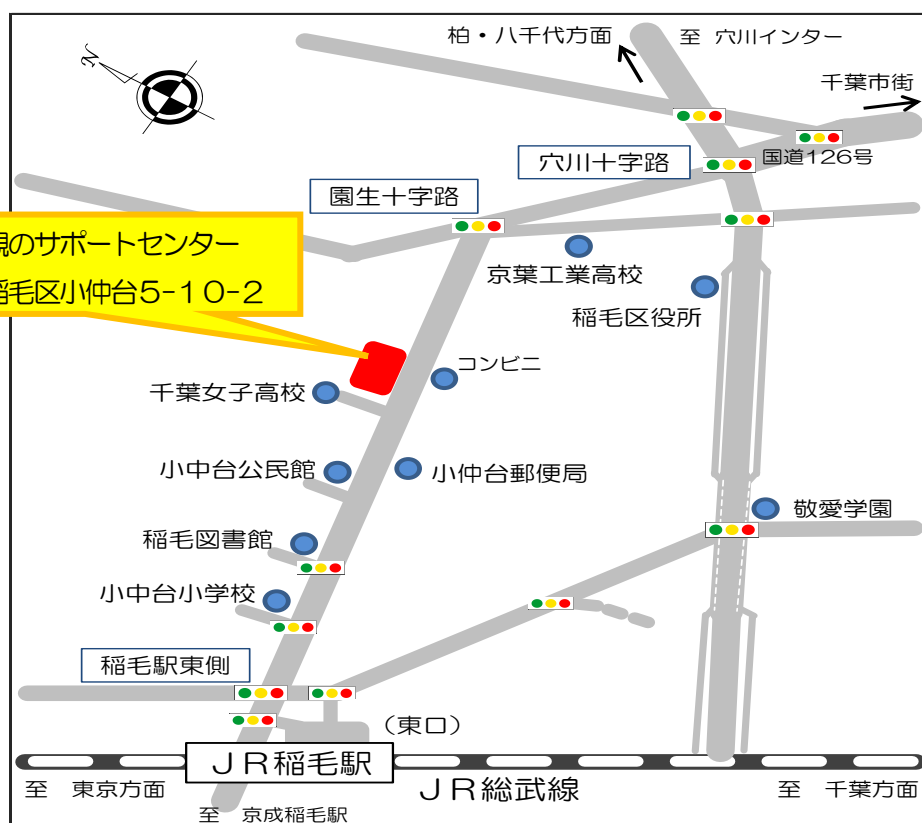 柏・八千代方面
至 穴川インター
千葉市街
N
国道126号
穴川十字路
園生十字路
親のサポートセンター
稲毛区小仲台5-10-2
京葉工業高校
稲毛区役所
コンビニ
千葉女子高校
小中台公民館
小仲台郵便局
敬愛学園
稲毛図書館
小中台小学校
稲毛駅東側
（東口）
ＪＲ稲毛駅
ＪＲ総武線
至 東京方面
至 千葉方面
至 京成稲毛駅